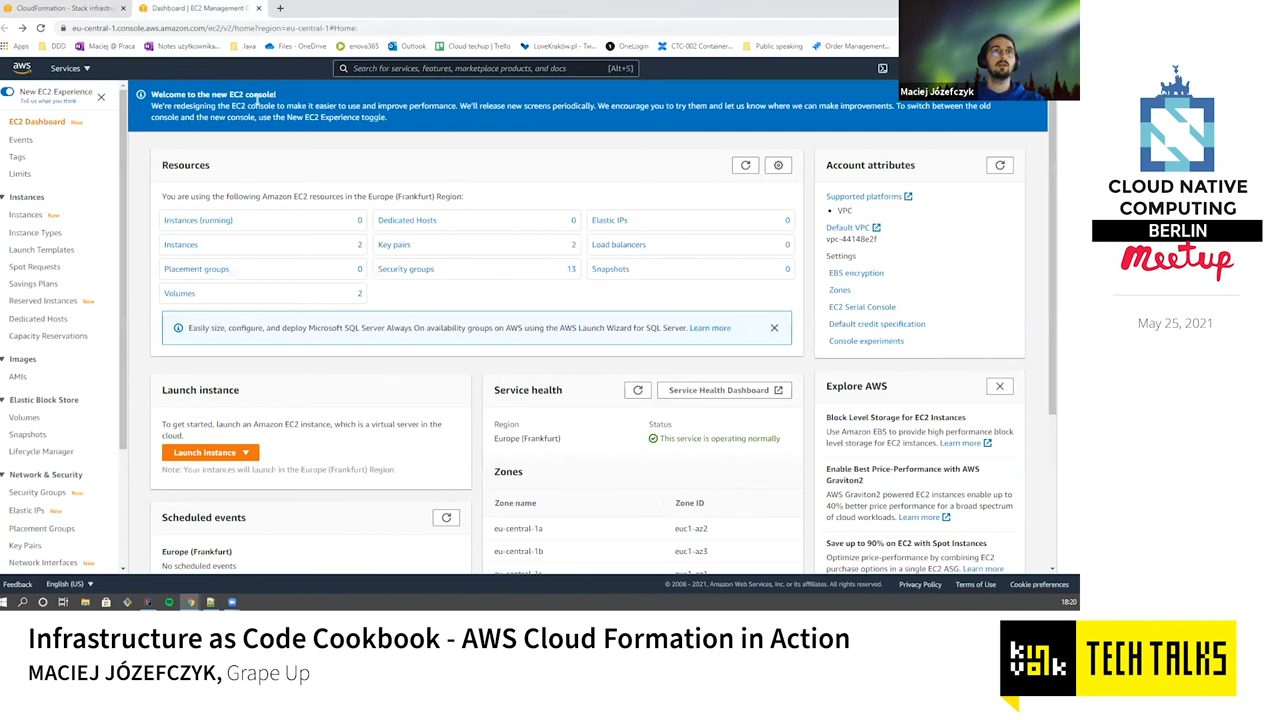 CloudFormation - Stack infrastru
Dashboard | EC2 Management C
eu-central-1.console.aws.amazon.com/ec2/v2/home?region=eu-central-1#Home:
Apps
DDD
Maciej @ Praca
Notes użytkownika...
Java
Files - OneDrive
enova365
Outlook
Cloud techup | Trello
LoveKraków.pl - Tw...
OneLogin
CTC-002 Container...
Public speaking
Order Management...
aws
Services
Search for services, features, marketplace products, and docs
[Alt+S]
Maciej Józefczyk
New EC2 Experience
Tell us what you think
Welcome to the new EC2 console!
We're redesigning the EC2 console to make it easier to use and improve performance. We'll release new screens periodically. We encourage you to try them and let us know where we can make improvements. To switch between the old
console and the new console, use the New EC2 Experience toggle.
EC2 Dashboard New
Events
Tags
Limits
Instances
Instances New
Instance Types
Launch Templates
Spot Requests
Savings Plans
Reserved Instances New
Dedicated Hosts
Capacity Reservations
Images
AMIs
Elastic Block Store
Volumes
Snapshots
Lifecycle Manager
Network & Security
Security Groups New
Elastic IPs New
Placement Groups
Key Pairs
Network Interfaces New
Resources
You are using the following Amazon EC2 resources in the Europe (Frankfurt) Region:
Instances (running) 0
Dedicated Hosts 0
Elastic IPs 0
Instances 2
Key pairs 2
Load balancers 0
Placement groups 0
Security groups 13
Snapshots 0
Volumes 2
Easily size, configure, and deploy Microsoft SQL Server Always On availability groups on AWS using the AWS Launch Wizard for SQL Server. Learn more
Launch instance
To get started, launch an Amazon EC2 instance, which is a virtual server in the
cloud.
Launch instance
Note: Your instances will launch in the Europe (Frankfurt) Region
Scheduled events
Europe (Frankfurt)
No scheduled events
Service health
Service Health Dashboard
Region
Status
Europe (Frankfurt)
This service is operating normally
Zones
Zone name
Zone ID
eu-central-1a
euc1-az2
eu-central-1b
euc1-az3
Account attributes
Supported platforms
VPC
Default VPC
vpc-44148e2f
Settings
EBS encryption
Zones
EC2 Serial Console
Default credit specification
Console experiments
Explore AWS
Block Level Storage for EC2 Instances
Use Amazon EBS to provide high performance block
level storage for EC2 instances. Learn more
Enable Best Price-Performance with AWS
Graviton2
AWS Graviton2 powered EC2 instances enable up to
40% better price performance for a broad spectrum
of cloud workloads. Learn more
Save up to 90% on EC2 with Spot Instances
Optimize price-performance by combining EC2
purchase options in a single EC2 ASG. Learn more
Feedback
English (US)
© 2008 - 2021, Amazon Web Services, Inc. or its affiliates. All rights reserved.
Privacy Policy
Terms of Use
Cookie preferences
18:20
CLOUD NATIVE
COMPUTING
BERLIN
Meetup
May 25, 2021
Infrastructure as Code Cookbook - AWS Cloud Formation in Action
MACIEJ JÓZEFCZYK, Grape Up
kinvolk
TECH TALKS